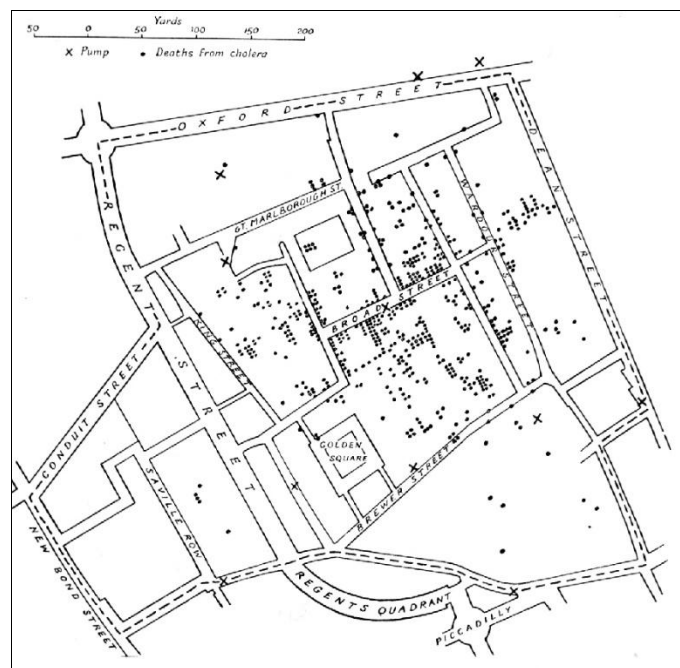 Yards
50 0 50 100 150 200
× Pump • Deaths from cholera
OXFORD STREET
DEAN STREET
REGENT STREET
GT. MARLBOROUGH ST.
WARDOUR STREET
BROAD STREET
KING STREET
CONDUIT STREET
GOLDEN SQUARE
SAVILLE ROW
BREWER STREET
NEW BOND STREET
REGENTS QUADRANT
PICCADILLY